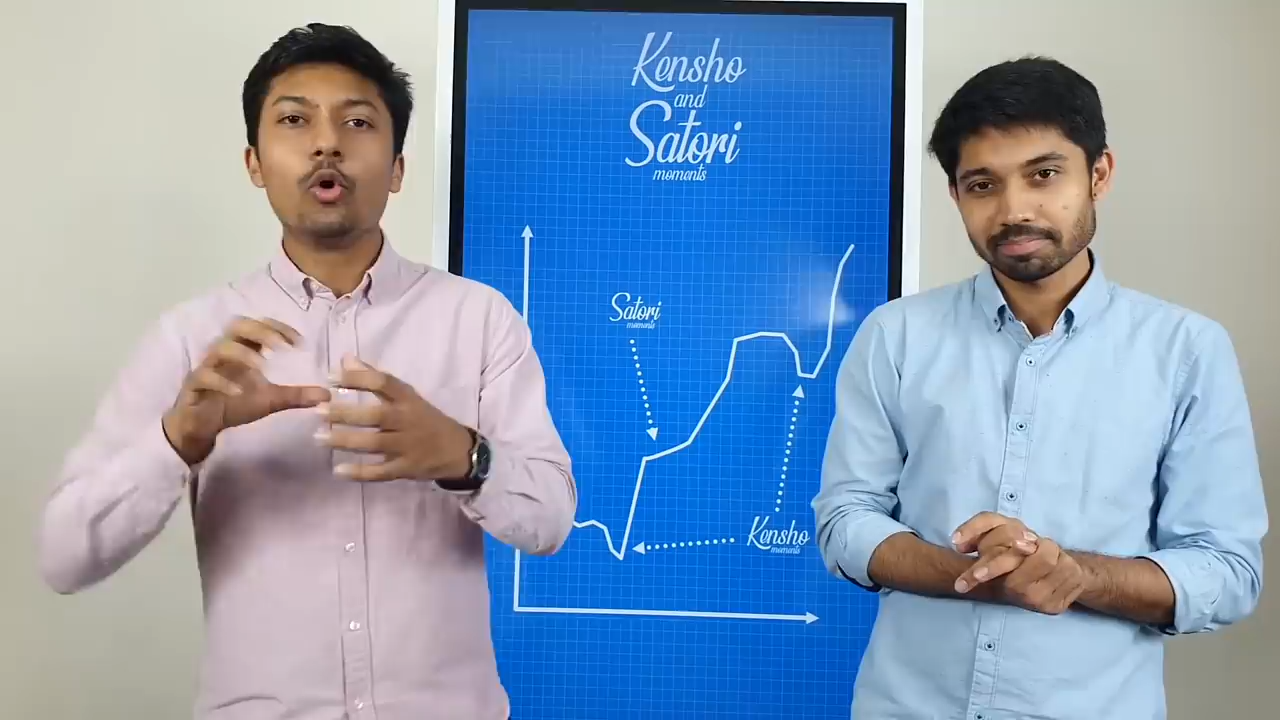 Kensho
and
Satori
moments
Satori
moments
Kensho
moments